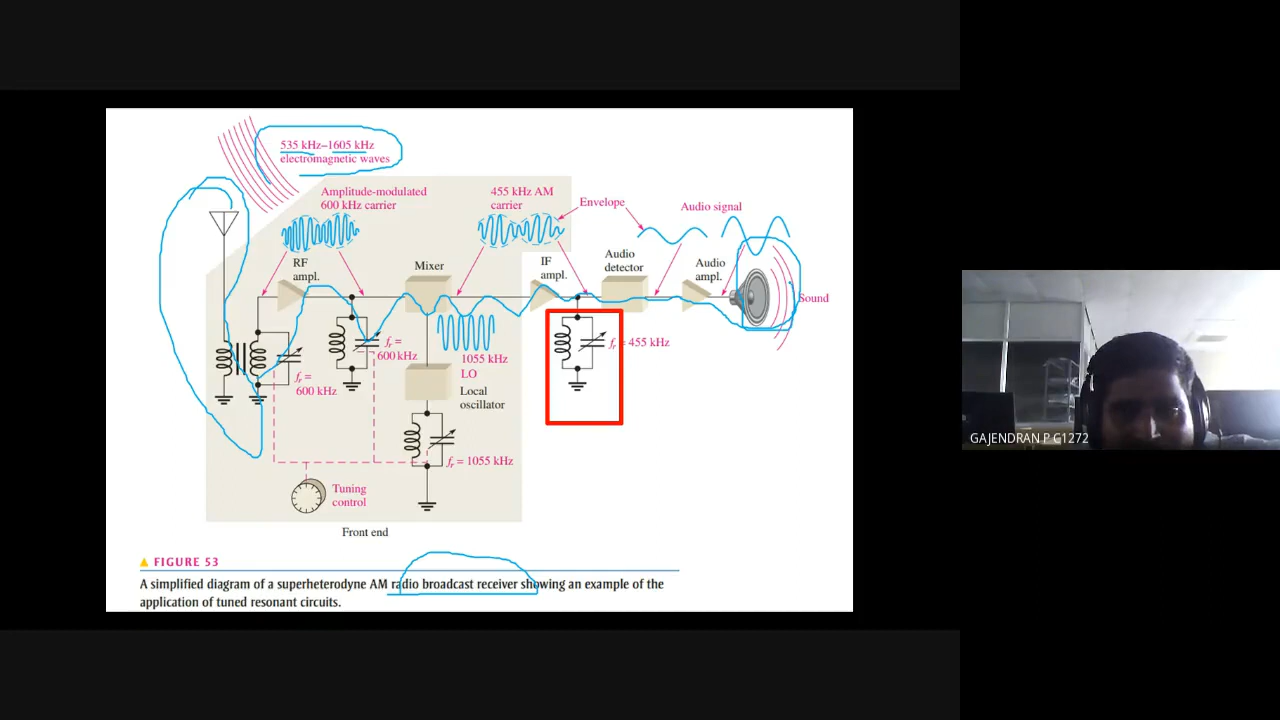 535 kHz–1605 kHz
electromagnetic waves
Amplitude-modulated
600 kHz carrier
455 kHz AM
carrier
Envelope
Audio signal
RF
ampl.
Mixer
IF
ampl.
Audio
detector
Audio
ampl.
Sound
fr =
600 kHz
fr =
600 kHz
1055 kHz
LO
Local
oscillator
fr = 455 kHz
fr = 1055 kHz
Tuning
control
Front end
GAJENDRAN P C1272
▲ FIGURE 53
A simplified diagram of a superheterodyne AM radio broadcast receiver showing an example of the
application of tuned resonant circuits.